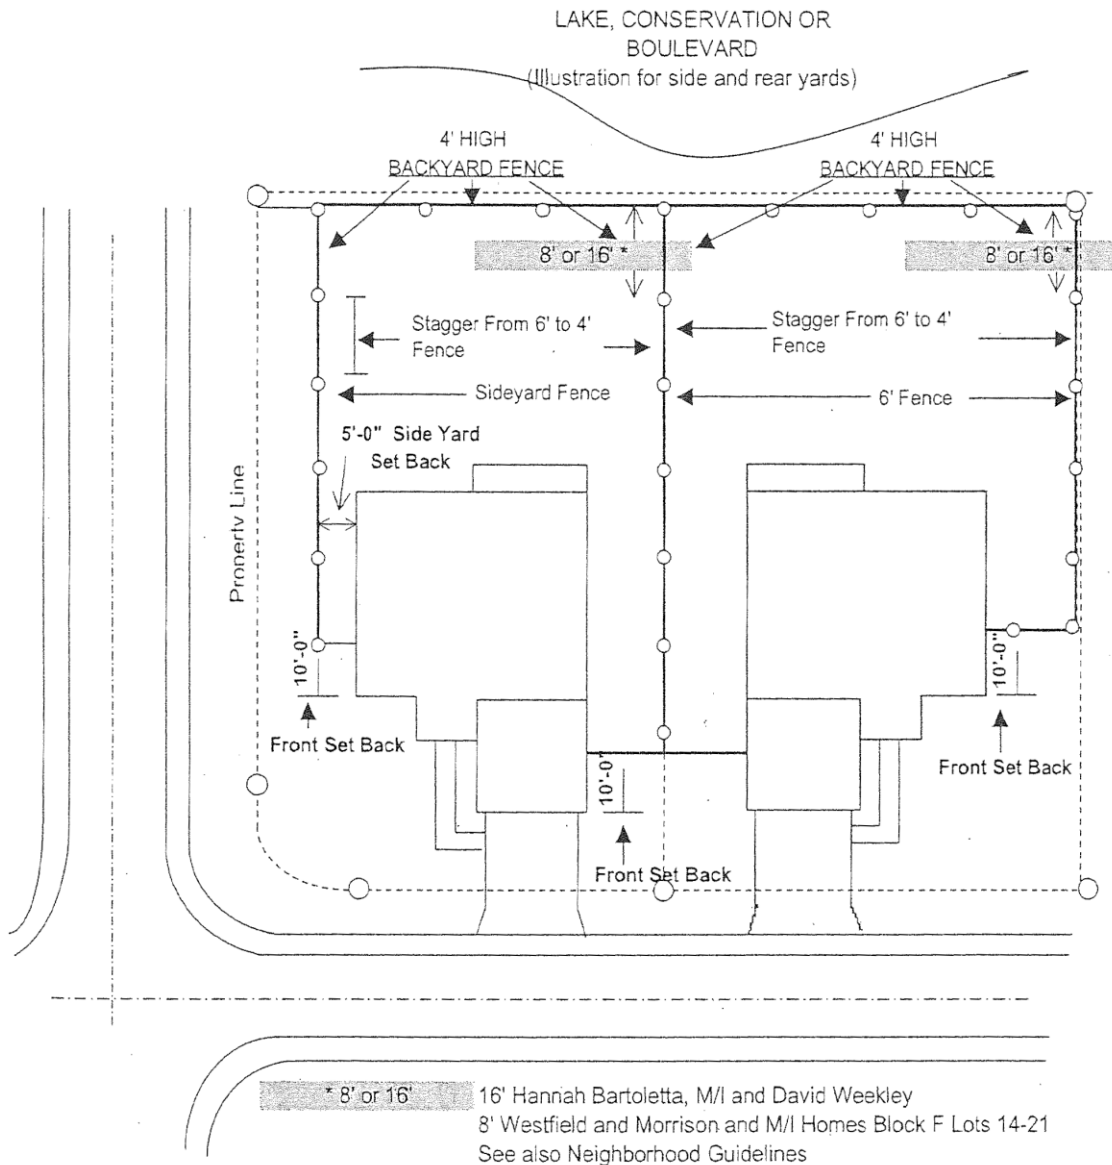 LAKE, CONSERVATION OR
BOULEVARD
(Illustration for side and rear yards)
4' HIGH
BACKYARD FENCE
4' HIGH
BACKYARD FENCE
8' or 16' *
8' or 16' *
Stagger From 6' to 4'
Fence
Stagger From 6' to 4'
Fence
Sideyard Fence
6' Fence
5'-0" Side Yard
Set Back
Property Line
10'-0"
Front Set Back
10'-0"
Front Set Back
10'-0"
Front Set Back
* 8' or 16'
16' Hannah Bartoletta, M/I and David Weekley
8' Westfield and Morrison and M/I Homes Block F Lots 14-21
See also Neighborhood Guidelines